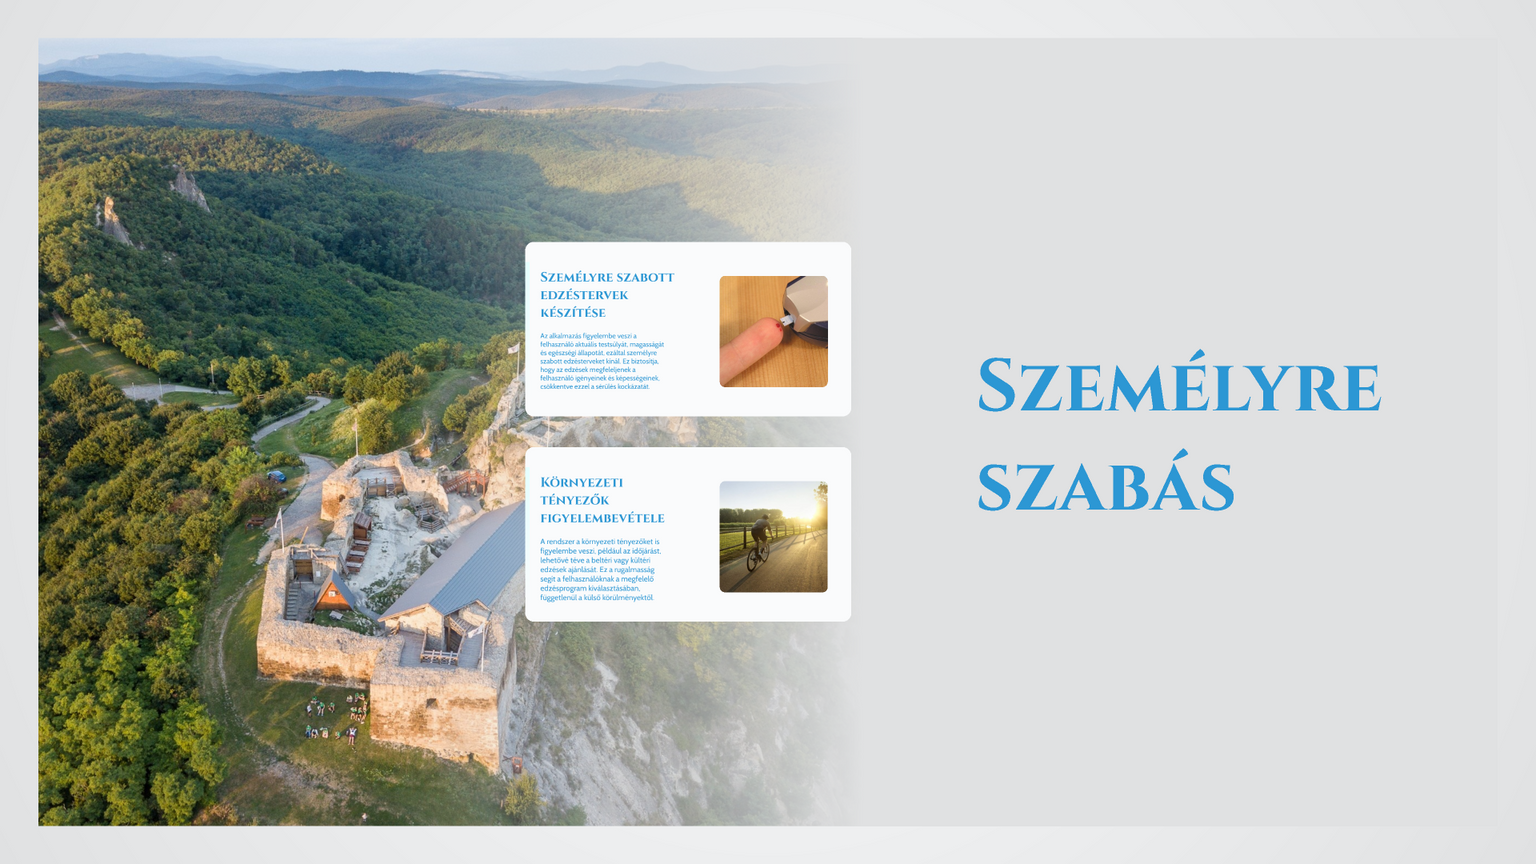 Személyre szabott
edzéstervek
készítése
Az alkalmazás figyelembe veszi a
felhasználó aktuális testsúlyát, magasságát
és egészségi állapotát, ezáltal személyre
szabott edzésterveket kínál. Ez biztosítja,
hogy az edzések megfeleljenek a
felhasználó igényeinek és képességeinek,
csökkentve ezzel a sérülés kockázatát.
Környezeti
tényezők
figyelembevétele
A rendszer a környezeti tényezőket is
figyelembe veszi, például az időjárást,
lehetővé téve a beltéri vagy kültéri
edzések ajánlását. Ez a rugalmasság
segít a felhasználóknak a megfelelő
edzésprogram kiválasztásában,
függetlenül a külső körülményektől.
Személyre
szabás